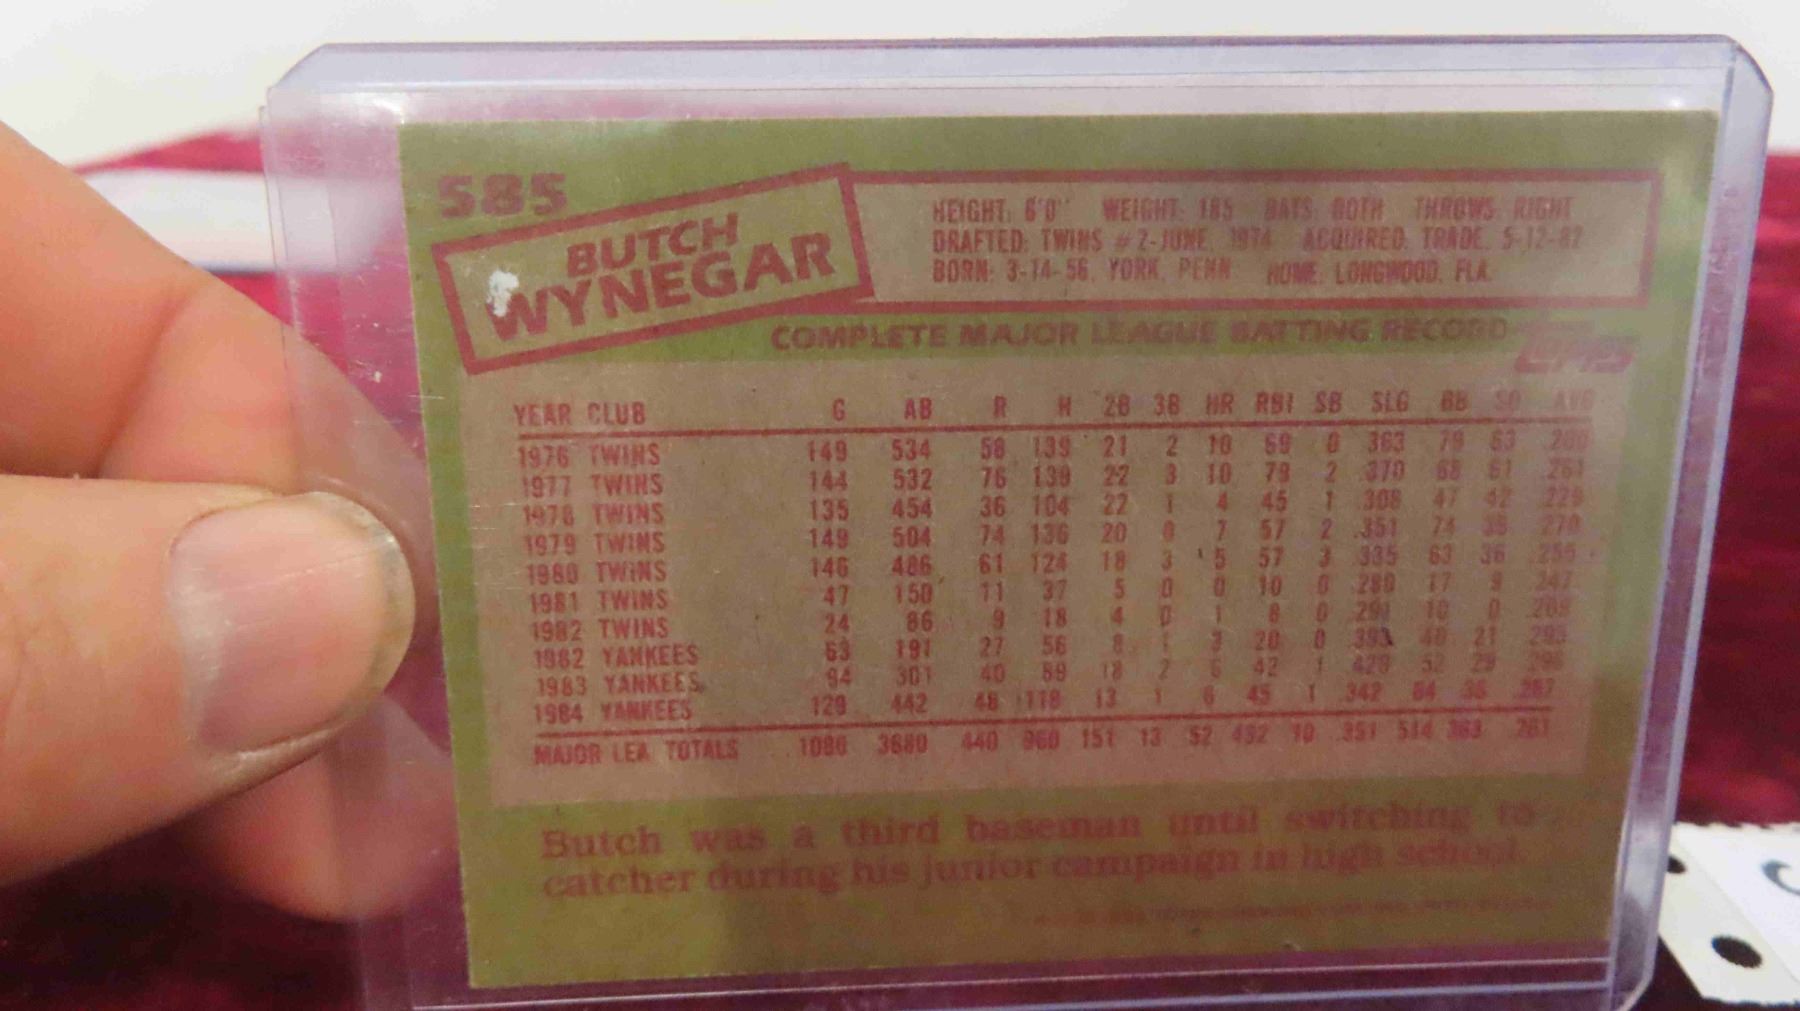 585
BUTCH
WYNEGAR
HEIGHT: 6'0" WEIGHT: 185 BATS: BOTH THROWS: RIGHT
DRAFTED: TWINS #2-JUNE, 1974 ACQUIRED: TRADE, 5-12-82
BORN: 3-14-56, YORK, PENN. HOME: LONGWOOD, FLA.
COMPLETE MAJOR LEAGUE BATTING RECORD
TOPPS
YEAR CLUB G AB R H 2B 3B HR RBI SB SLG BB SO AVG
1976 TWINS 149 534 58 139 21 2 10 69 0 .363 79 63 .260
1977 TWINS 144 532 76 139 22 3 10 79 2 .370 68 61 .261
1978 TWINS 135 454 36 104 22 1 4 45 1 .308 47 42 .229
1979 TWINS 149 504 74 136 20 0 7 57 2 .351 74 36 .270
1980 TWINS 146 486 61 124 18 3 5 57 3 .335 63 36 .255
1981 TWINS 47 150 11 37 5 0 0 10 0 .280 17 9 .247
1982 TWINS 24 86 9 18 4 0 1 8 0 .291 10 .209
1982 YANKEES 63 191 27 56 8 1 3 20 0 .393 40 21 .293
1983 YANKEES 94 301 40 89 18 2 6 42 1 .429 52 29 .296
1984 YANKEES 129 442 48 118 13 1 6 45 1 .342 64 35 .267
MAJOR LEA. TOTALS 1080 3680 440 960 151 13 52 432 10 .351 514 .261
Butch was a third baseman until switching to
catcher during his junior campaign in high school.